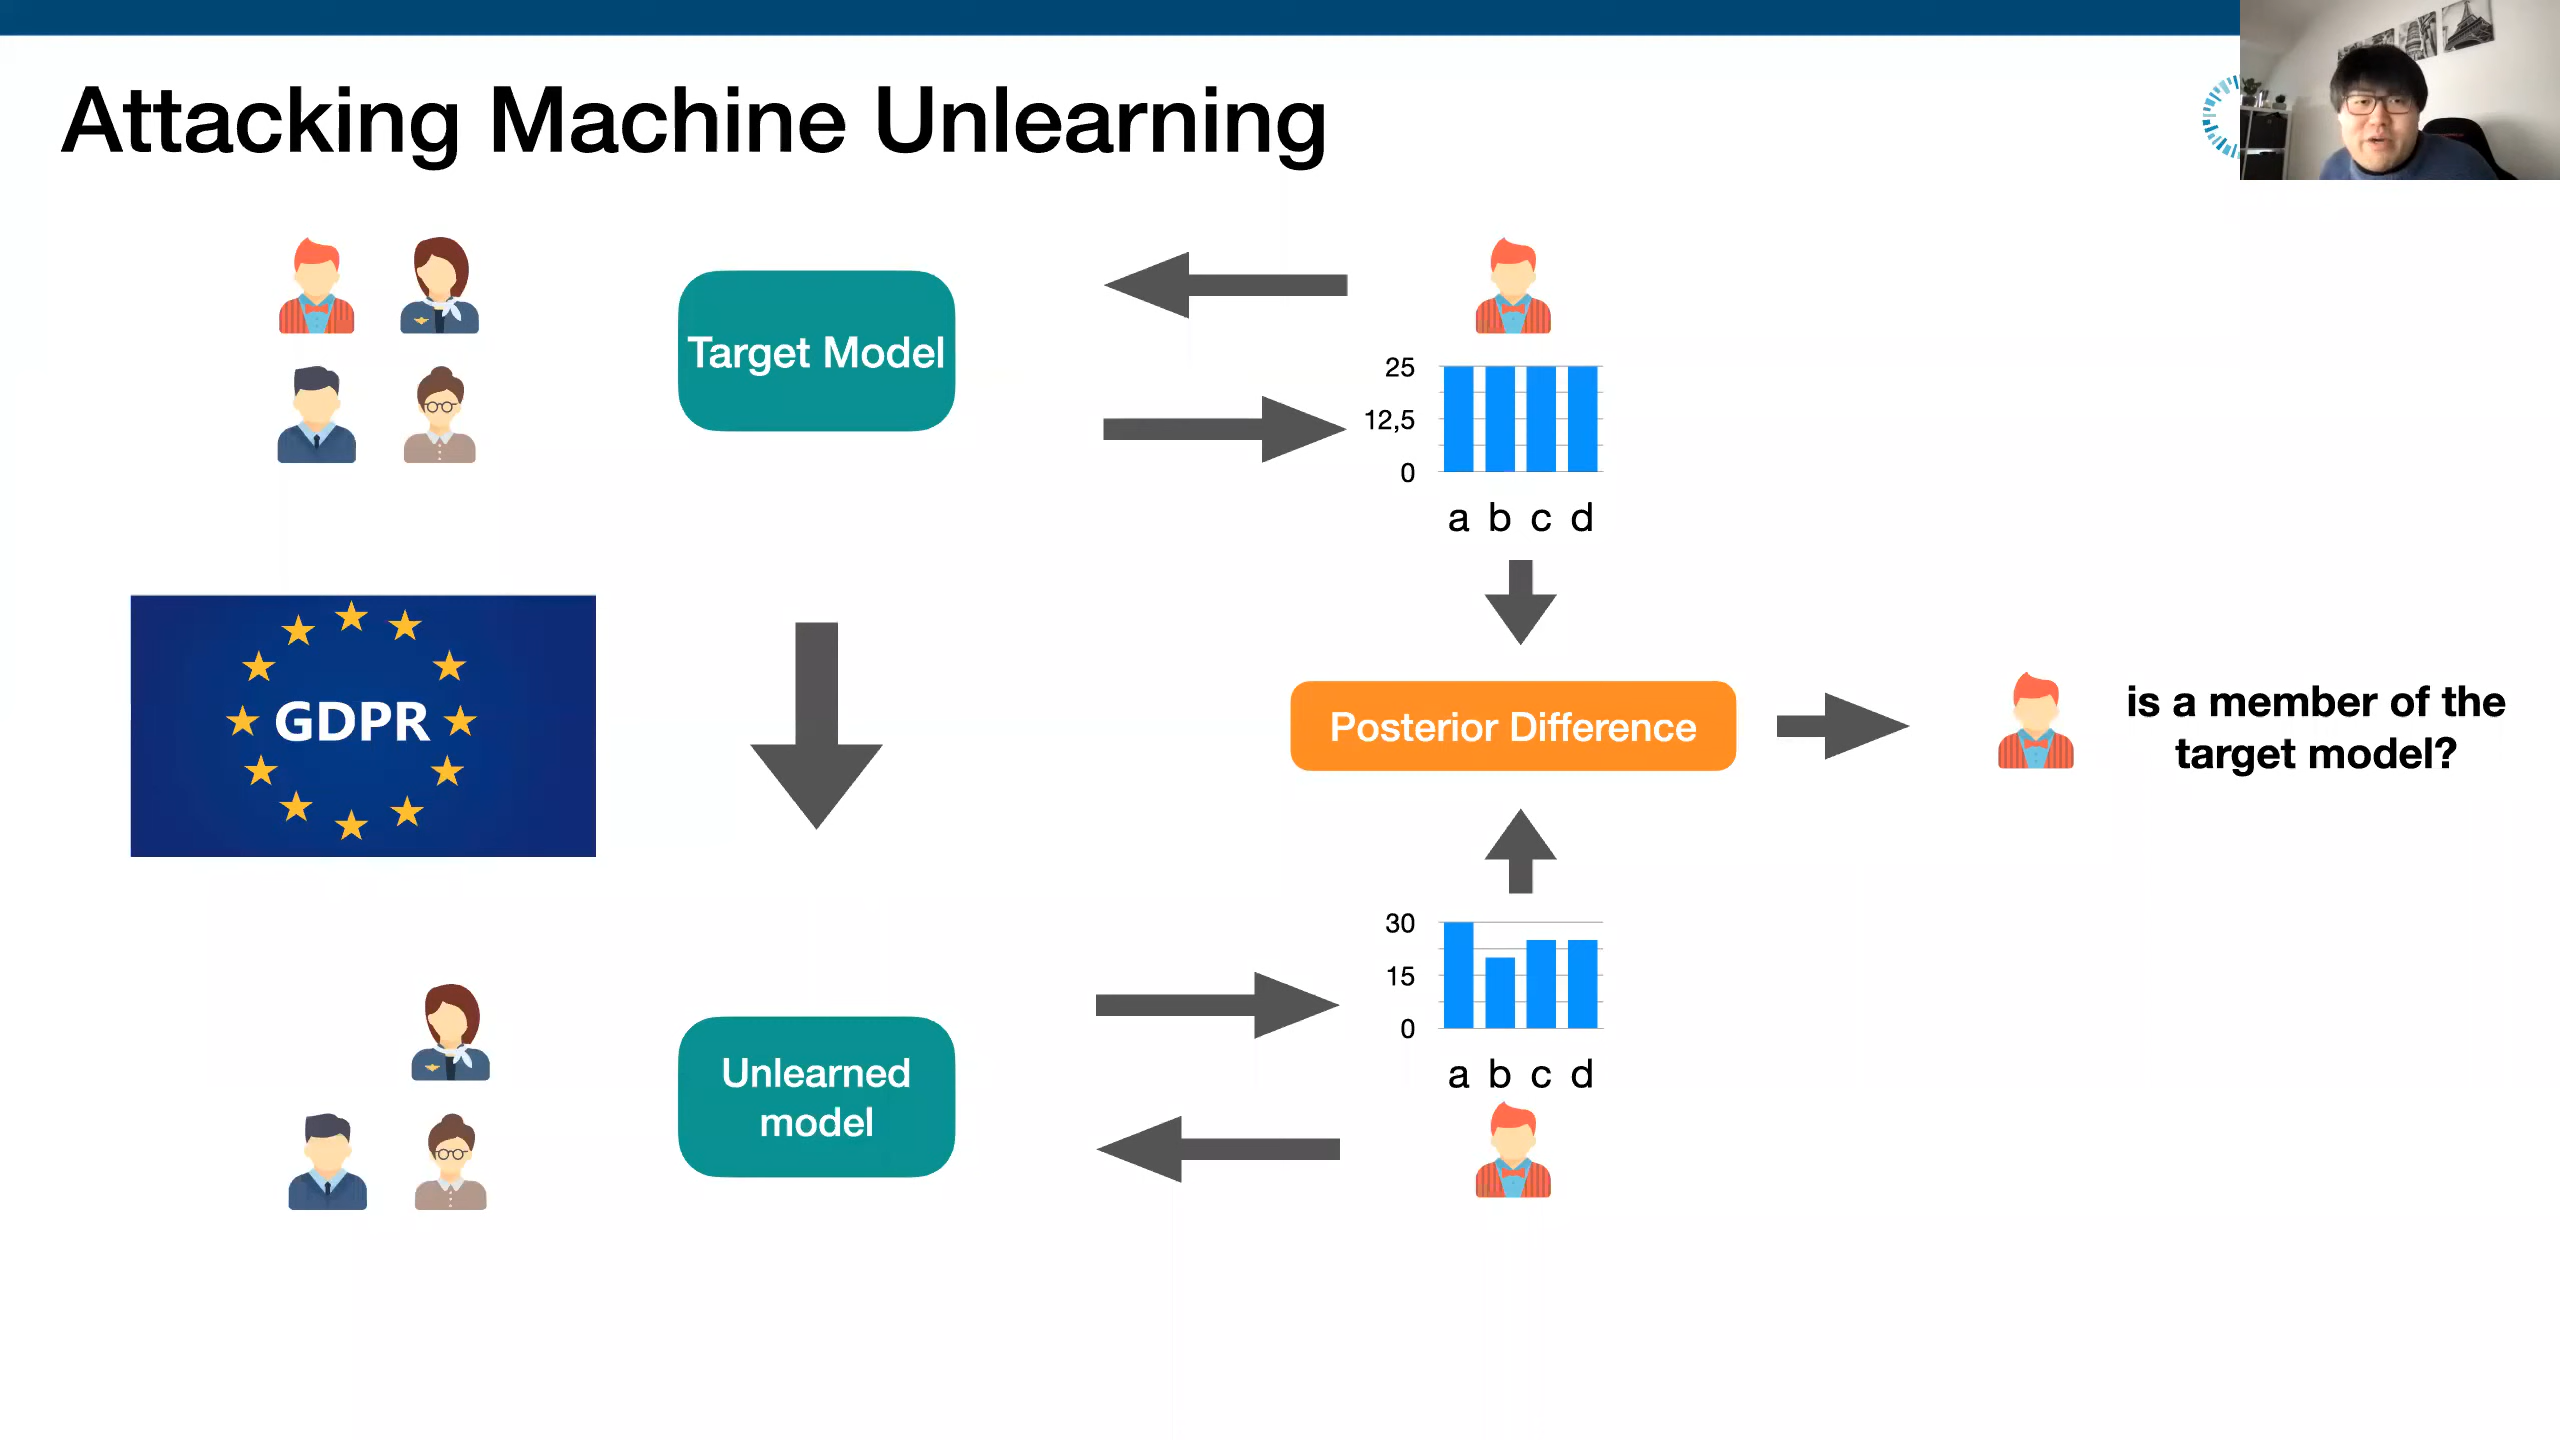 Attacking Machine Unlearning
Target Model
25
12,5
0
a b c d
GDPR
Posterior Difference
is a member of the
target model?
30
15
0
a b c d
Unlearned
model